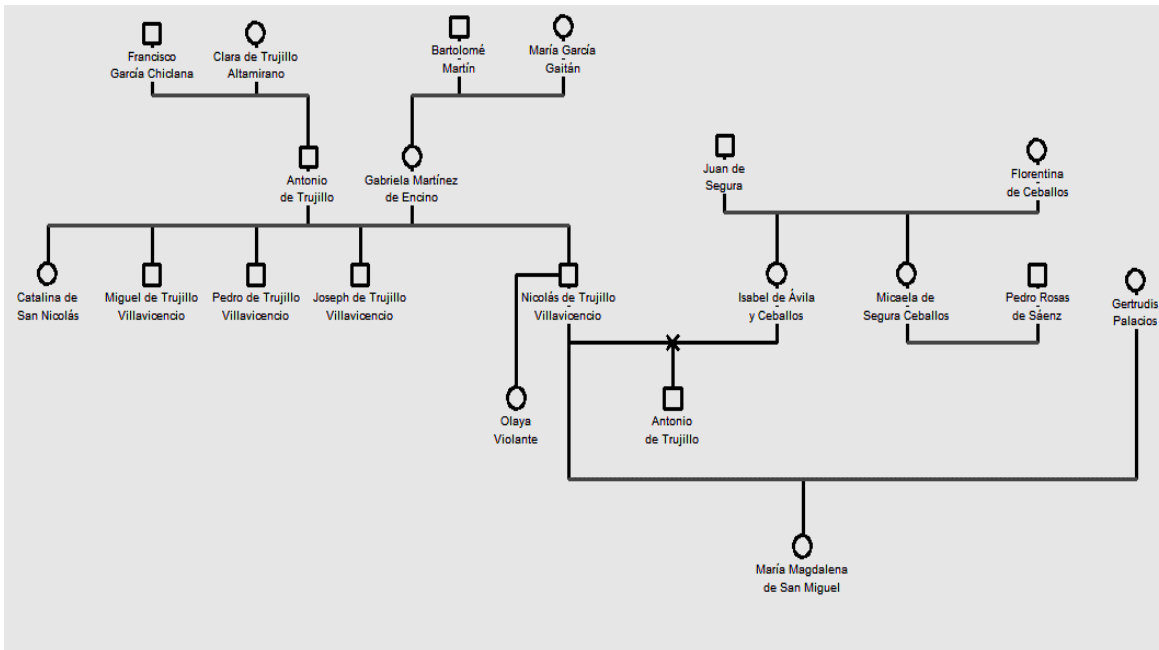 Francisco
García Chiclana
Clara de Trujillo
Altamirano
Bartolomé
Martín
María García
Gaitán
Antonio
de Trujillo
Gabriela Martínez
de Encino
Juan de
Segura
Florentina
de Ceballos
Catalina de
San Nicolás
Miguel de Trujillo
Villavicencio
Pedro de Trujillo
Villavicencio
Joseph de Trujillo
Villavicencio
Nicolás de Trujillo
Villavicencio
Isabel de Ávila
y Ceballos
Micaela de
Segura Ceballos
Pedro Rosas
de Sáenz
Gertrudis
Palacios
Olaya
Violante
Antonio
de Trujillo
María Magdalena
de San Miguel